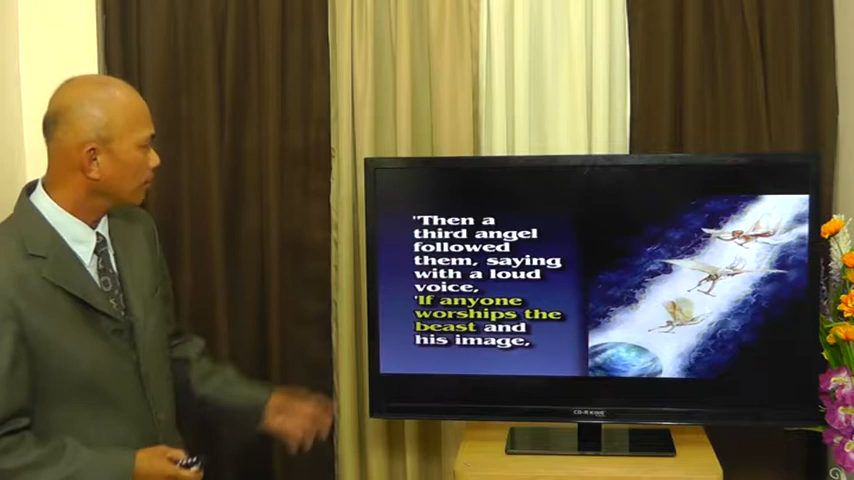 "Then a
third angel
followed
them, saying
with a loud
voice,
'If anyone
worships the
beast and
his image,